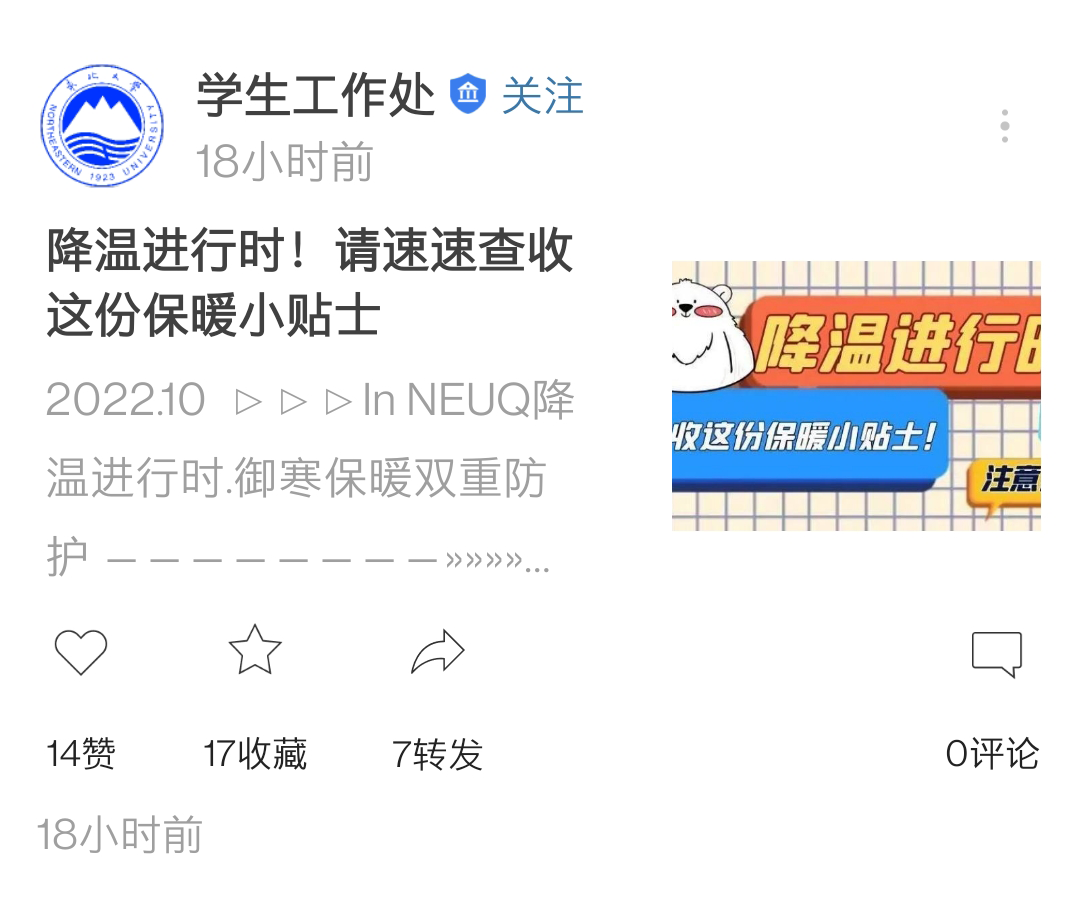 东北大学
NORTHEASTERN 1923 UNIVERSITY
学生工作处 关注
18小时前
降温进行时！请速速查收
这份保暖小贴士
2022.10 ▷ ▷ ▷ In NEUQ降
温进行时.御寒保暖双重防
护 — — — — — — — — »»»»...
降温进行时
收这份保暖小贴士！
注意
14赞 17收藏 7转发 0评论
18小时前